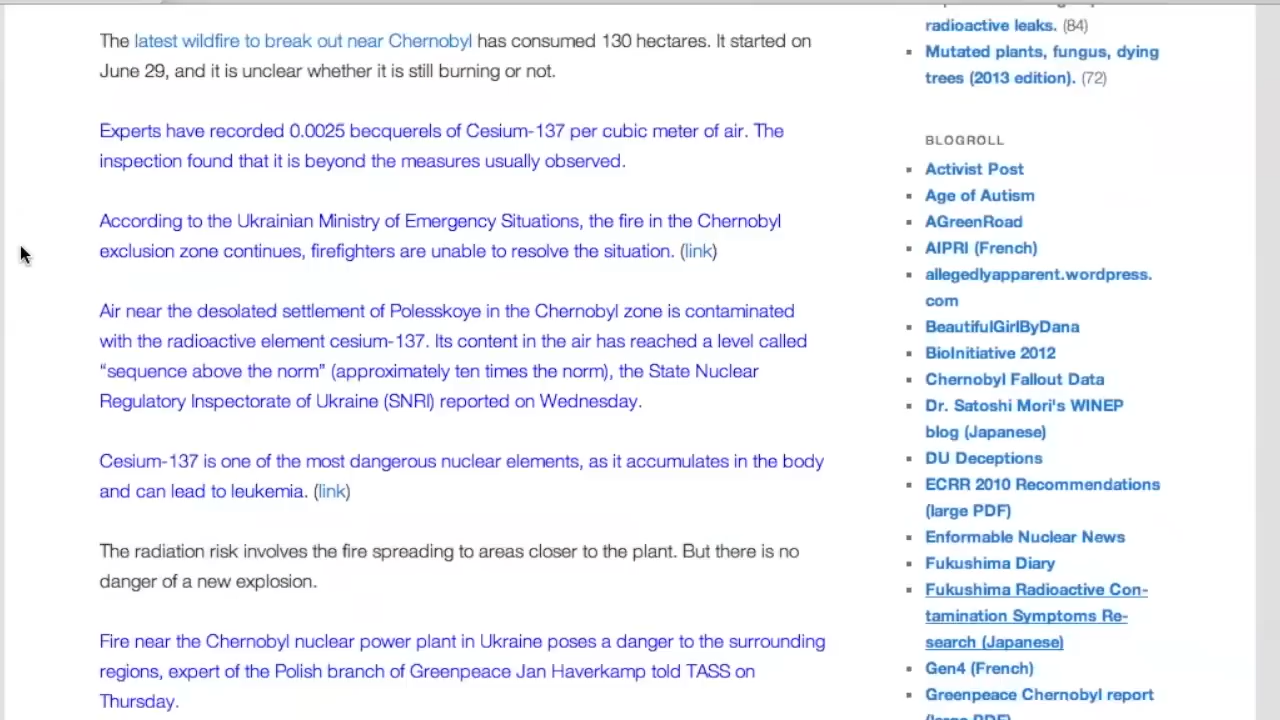 The latest wildfire to break out near Chernobyl has consumed 130 hectares. It started on
June 29, and it is unclear whether it is still burning or not.
Experts have recorded 0.0025 becquerels of Cesium-137 per cubic meter of air. The
inspection found that it is beyond the measures usually observed.
According to the Ukrainian Ministry of Emergency Situations, the fire in the Chernobyl
exclusion zone continues, firefighters are unable to resolve the situation. (link)
Air near the desolated settlement of Polesskoye in the Chernobyl zone is contaminated
with the radioactive element cesium-137. Its content in the air has reached a level called
“sequence above the norm” (approximately ten times the norm), the State Nuclear
Regulatory Inspectorate of Ukraine (SNRI) reported on Wednesday.
Cesium-137 is one of the most dangerous nuclear elements, as it accumulates in the body
and can lead to leukemia. (link)
The radiation risk involves the fire spreading to areas closer to the plant. But there is no
danger of a new explosion.
Fire near the Chernobyl nuclear power plant in Ukraine poses a danger to the surrounding
regions, expert of the Polish branch of Greenpeace Jan Haverkamp told TASS on
Thursday.
radioactive leaks. (84)
Mutated plants, fungus, dying
trees (2013 edition). (72)
BLOGROLL
Activist Post
Age of Autism
AGreenRoad
AIPRI (French)
allegedlyapparent.wordpress.
com
BeautifulGirlByDana
BioInitiative 2012
Chernobyl Fallout Data
Dr. Satoshi Mori's WINEP
blog (Japanese)
DU Deceptions
ECRR 2010 Recommendations
(large PDF)
Enformable Nuclear News
Fukushima Diary
Fukushima Radioactive Con-
tamination Symptoms Re-
search (Japanese)
Gen4 (French)
Greenpeace Chernobyl report
(large PDF)